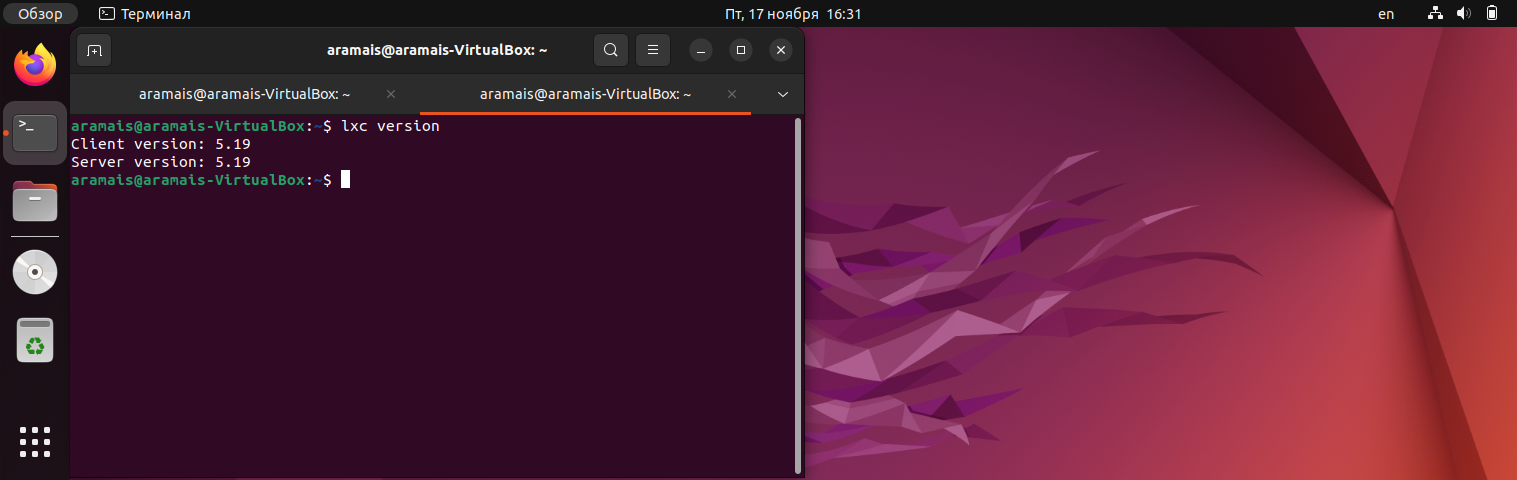 Обзор
Терминал
Пт, 17 ноября 16:31
en
aramais@aramais-VirtualBox: ~
aramais@aramais-VirtualBox: ~
aramais@aramais-VirtualBox: ~
aramais@aramais-VirtualBox:~$ lxc version
Client version: 5.19
Server version: 5.19
aramais@aramais-VirtualBox:~$
>_